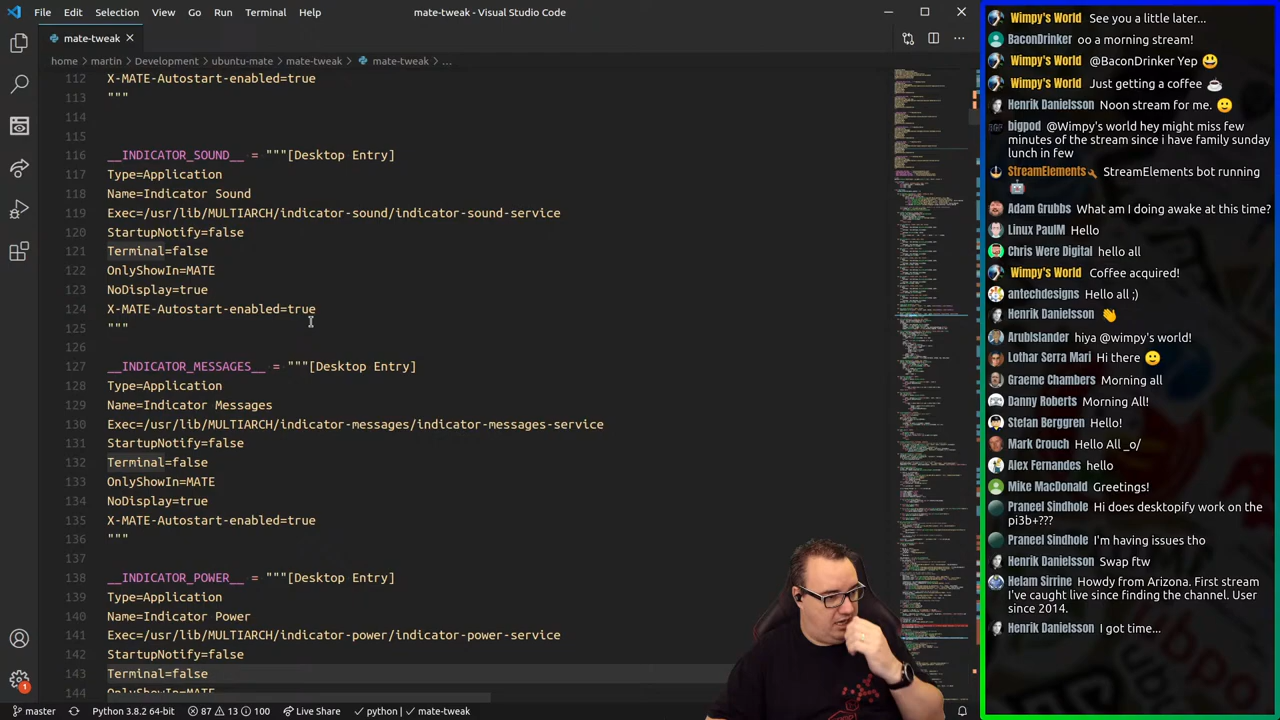 File Edit Selection View Go Run Terminal Help
mate-tweak - Visual Studio Code
mate-tweak
home > martin > Development > ubuntu-mate > mate-tweak > mate-tweak > ...
112 X-MATE-Autostart-enabled=true
113 """
114
115
116 __INDICATOR_SOUND__ = """[Desktop Entry]
117 Type=Application
118 Name=Indicator Sound
119 Exec=/usr/lib/MULTIARCH/indicator-sound/indicator-sound-service
120 StartupNotify=false
121 Terminal=false
122 OnlyShowIn=MATE
123 NoDisplay=true
124 X-MATE-Autostart-enabled=true
125 """
126
127 __INDICATOR_MESSAGES__ = """[Desktop Entry]
128 Type=Application
129 Name=Indicator Messages
130 Exec=/usr/lib/MULTIARCH/indicator-messages/indicator-messages-service
131 StartupNotify=false
132 Terminal=false
133 OnlyShowIn=MATE
134 NoDisplay=true
135 X-MATE-Autostart-enabled=true
136 """
137
138 __INDICATOR_POWER__ = """[Desktop Entry]
139 Type=Application
140 Name=Indicator Power
141 Exec=/usr/lib/MULTIARCH/indicator-power/indicator-power-service
142 StartupNotify=false
143 Terminal=false
144 OnlyShowIn=MATE
1
master Python 3.8.2 64-bit 87 13 100 Live Share python mate-tweak
Wimpy's World See you a little later...
BaconDrinker oo a morning stream!
Wimpy's World @BaconDrinker Yep 😃
Wimpy's World Just getting a coffee ☕
Henrik Danielsson Noon stream for me. 🙂
bigpod @Wimpy's world hey imma miss few
minutes of the stream since i have family sunday
lunch in few
StreamElements StreamElements bot running
🤖
Adam Grubbs What am I doing awake at this time?
Linux PaulM Hello
Chris Were Digital hello all
Wimpy's World Coffee acquired!
antechdesigns Hello all ;)
Henrik Danielsson 👋
Arubislander hiya @wimpy's world!
Lothar Serra Mari Hi there 🙂
Graeme Chambers Morning all
Danny Roberts Morning All!
Stefan Berggren Hello!
Mark Crouch Hello All _o/
Alex Fernandes hello
Mike MacDonald Greetings!
Praneel Sindhole Hi does desktopify work on the
pi3b+???
Praneel Sindhole I'm having issues tho
Henrik Danielsson bootstrap ftw
Helam Sirrine Howdy from Arizona. First stream
I've caught live since finding the channel. User
since 2014.
Henrik Danielsson I got time...